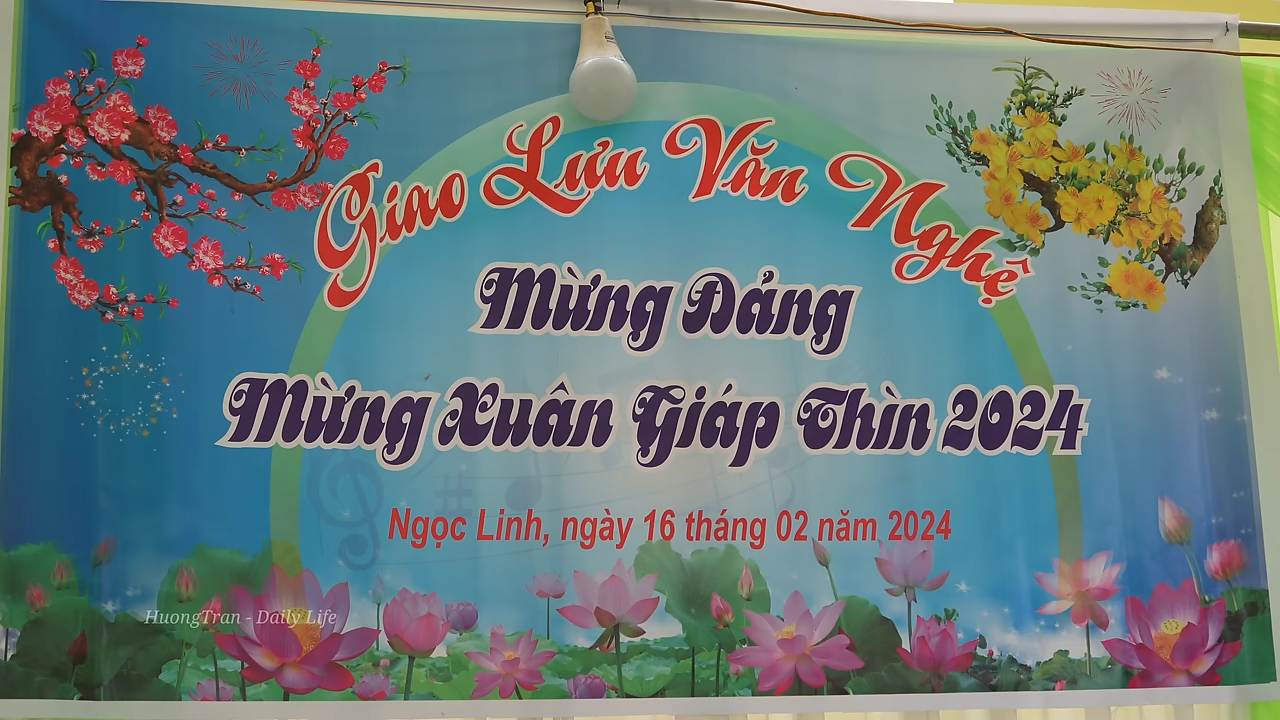 Giao Lưu Văn Nghệ
Mừng Đảng
Mừng Xuân Giáp Thìn 2024
Ngọc Linh, ngày 16 tháng 02 năm 2024
HuongTran - Daily Life